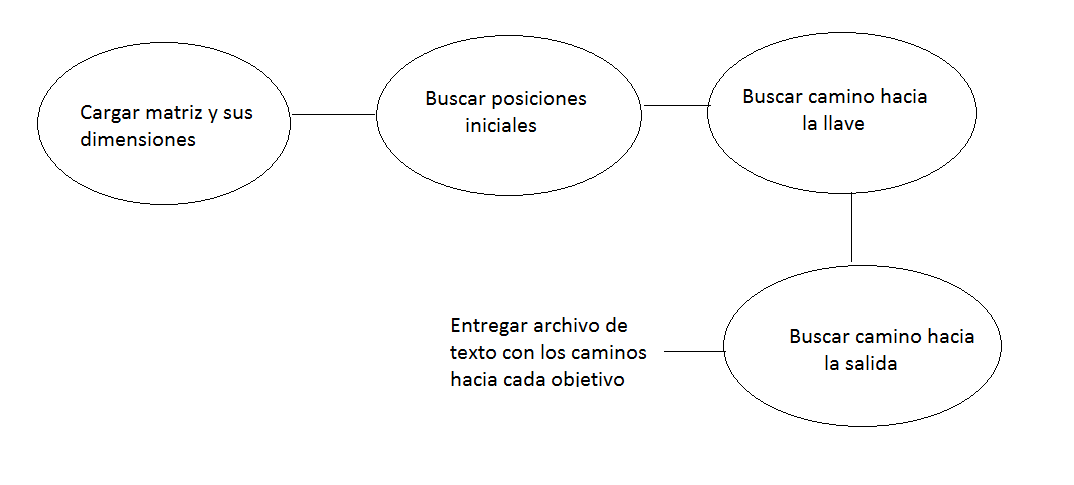 Cargar matriz y sus
dimensiones
Buscar posiciones
iniciales
Buscar camino hacia
la llave
Buscar camino hacia
la salida
Entregar archivo de
texto con los caminos
hacia cada objetivo